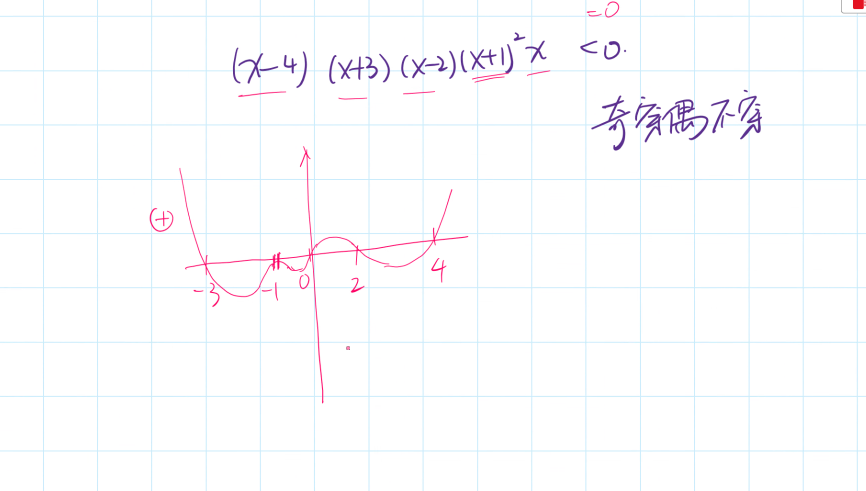 =0
(x-4) (x+3) (x-2)(x+1)²x <0.
奇穿偶不穿
+
-3 -1 0 2 4